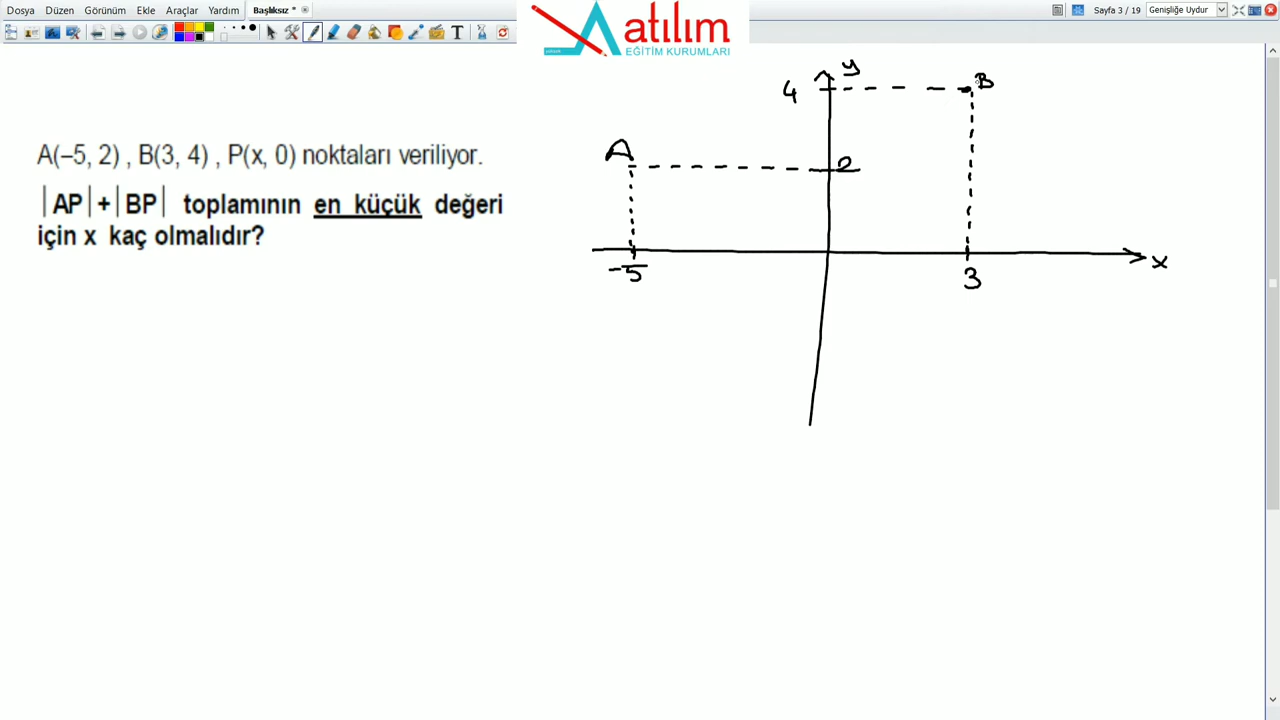 Dosya Düzen Görünüm Ekle Araçlar Yardım Başlıksız * Sayfa 3 / 19 Genişliğe Uydur
atılım
EĞİTİM KURUMLARI
A(–5, 2) , B(3, 4) , P(x, 0) noktaları veriliyor.
|AP| + |BP| toplamının en küçük değeri
için x kaç olmalıdır?
y
4
B
A
2
-5
3
x